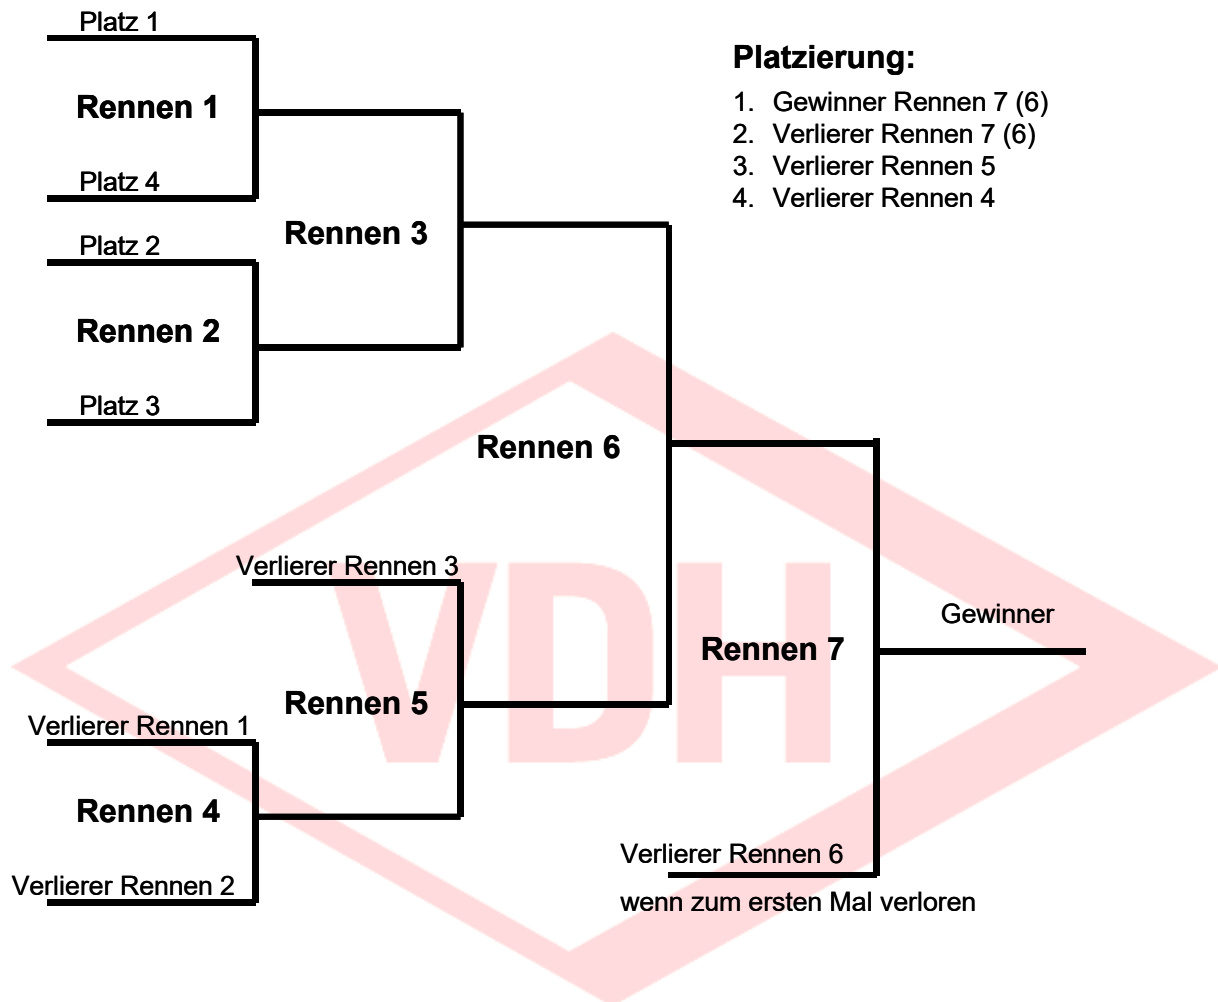 Platz 1
Rennen 1
Platz 4
Platz 2
Rennen 2
Platz 3
Rennen 3
Platzierung:
1. Gewinner Rennen 7 (6)
2. Verlierer Rennen 7 (6)
3. Verlierer Rennen 5
4. Verlierer Rennen 4
Rennen 6
Verlierer Rennen 3
Rennen 5
Verlierer Rennen 1
Rennen 4
Verlierer Rennen 2
Rennen 7
Gewinner
Verlierer Rennen 6
wenn zum ersten Mal verloren
VDH